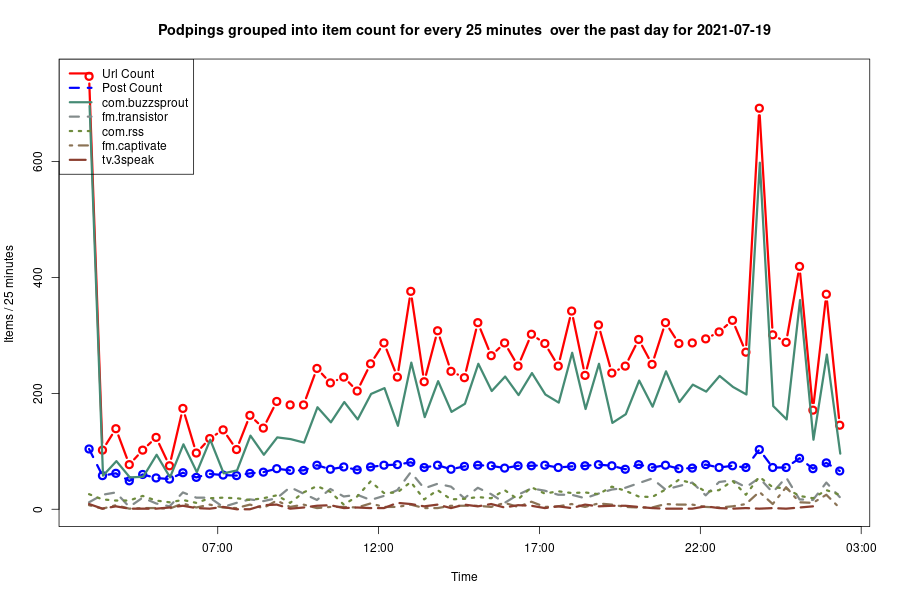 Podpings grouped into item count for every 25 minutes  over the past day for 2021-07-19
Url Count
Post Count
com.buzzsprout
fm.transistor
com.rss
fm.captivate
tv.3speak
Items / 25 minutes
600
400
200
0
07:00
12:00
17:00
22:00
03:00
Time